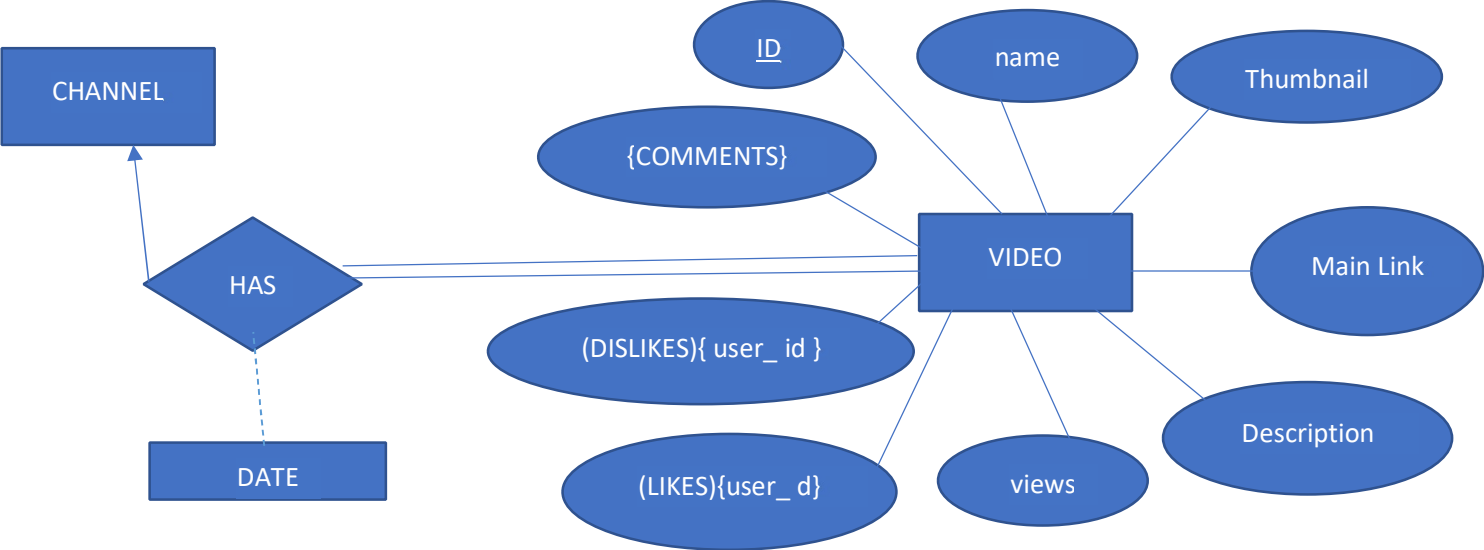 ID
name
Thumbnail
CHANNEL
{COMMENTS}
VIDEO
Main Link
HAS
(DISLIKES){ user_ id }
Description
DATE
(LIKES){user_ d}
views